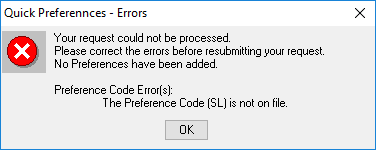 Quick Preferennces - Errors
Your request could not be processed.
Please correct the errors before resubmitting your request.
No Preferences have been added.
Preference Code Error(s):
The Preference Code (SL) is not on file.
OK